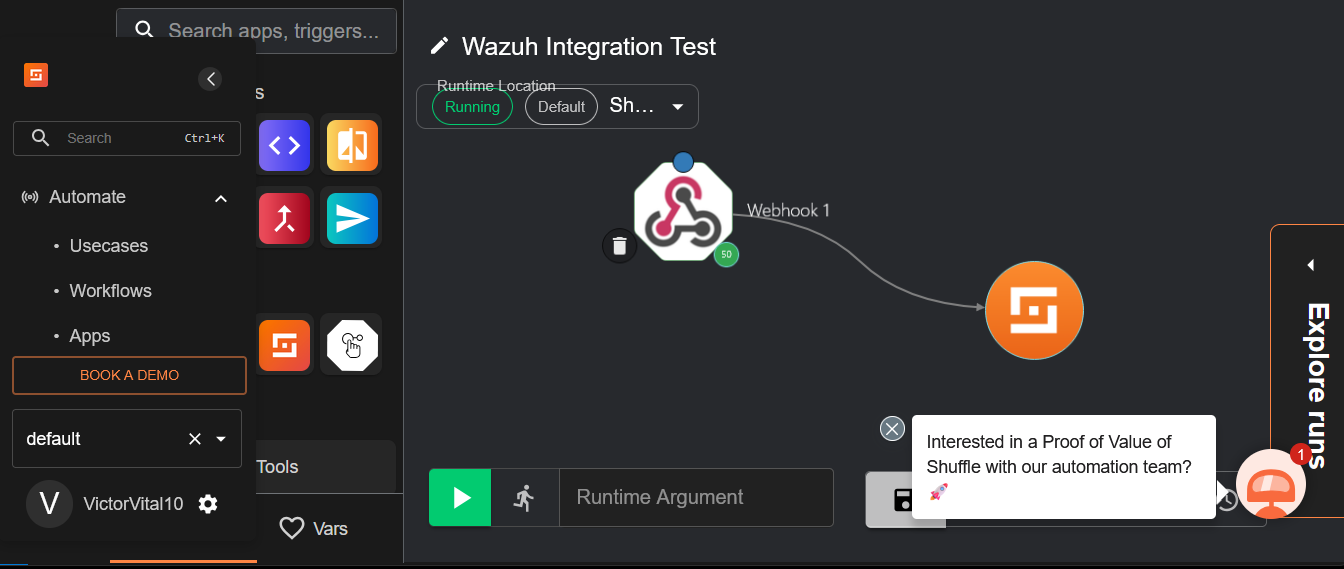 Search apps, triggers...
s
Search
Ctrl+K
Automate
• Usecases
• Workflows
• Apps
BOOK A DEMO
default
V
VictorVital10
Tools
Vars
Wazuh Integration Test
Runtime Location
Running
Default
Sh...
Webhook 1
50
Runtime Argument
Explore runs
Interested in a Proof of Value of
Shuffle with our automation team?
🚀
1